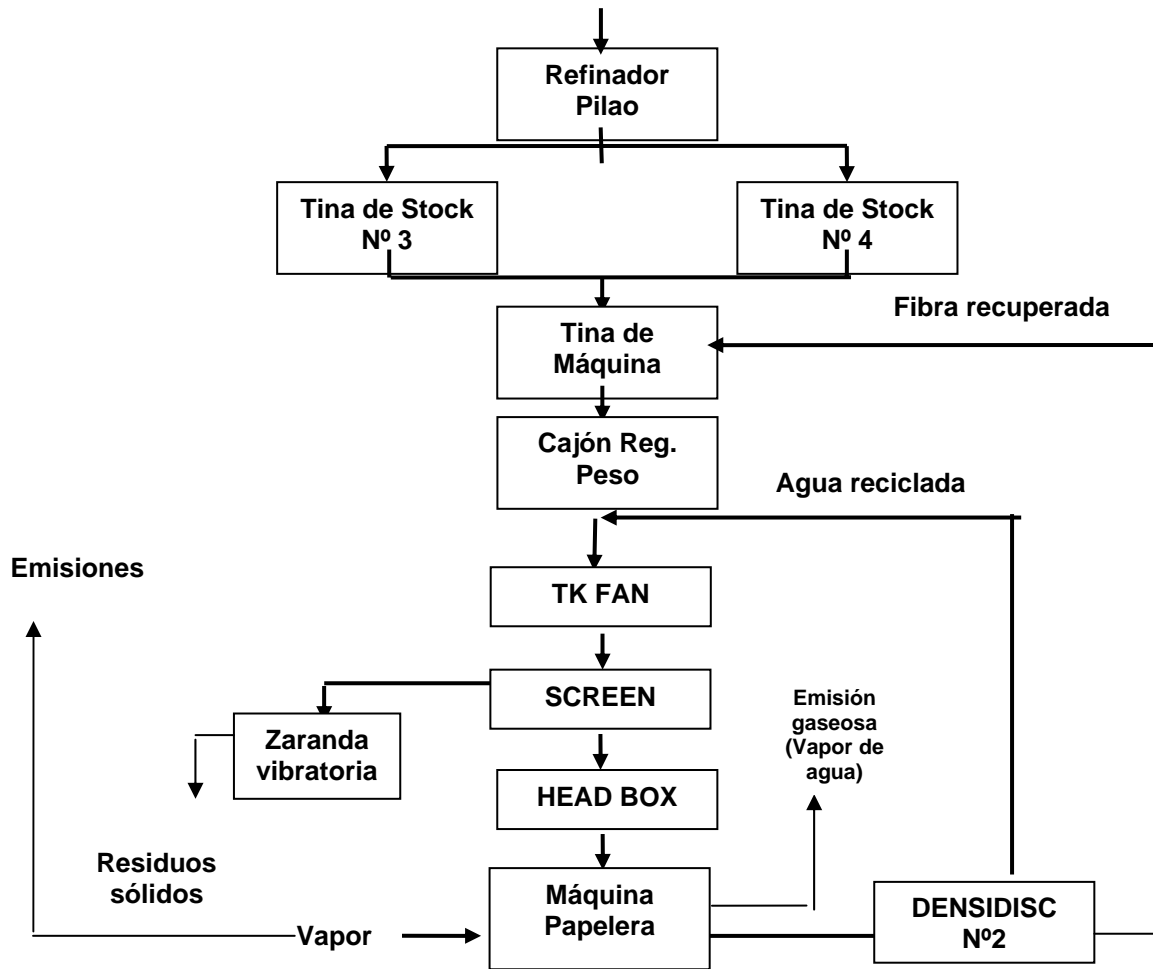 Refinador
Pilao
Tina de Stock
Nº 3
Tina de Stock
Nº 4
Fibra recuperada
Tina de
Máquina
Cajón Reg.
Peso
Agua reciclada
Emisiones
TK FAN
SCREEN
Emisión
gaseosa
(Vapor de
agua)
Zaranda
vibratoria
HEAD BOX
Residuos
sólidos
Máquina
Papelera
DENSIDISC
Nº2
Vapor